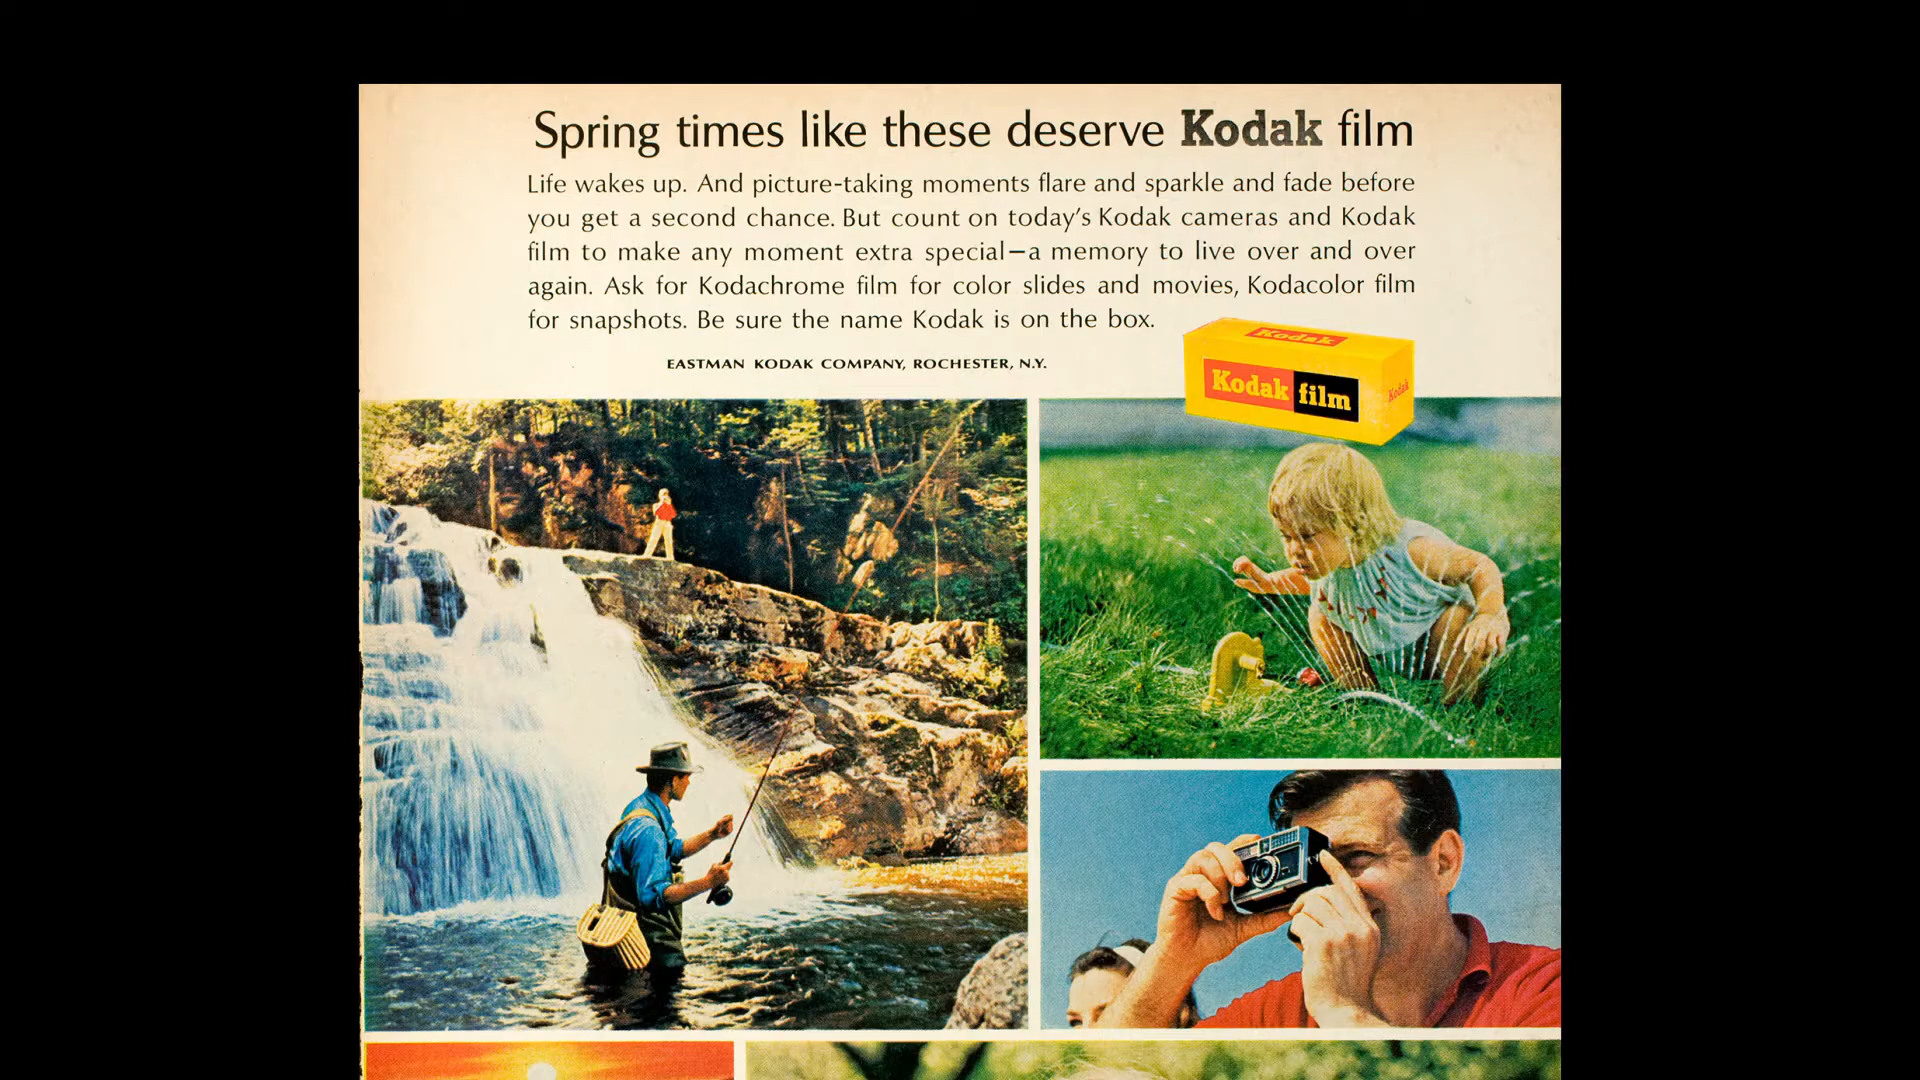 Spring times like these deserve Kodak film
Life wakes up. And picture-taking moments flare and sparkle and fade before
you get a second chance. But count on today's Kodak cameras and Kodak
film to make any moment extra special—a memory to live over and over
again. Ask for Kodachrome film for color slides and movies, Kodacolor film
for snapshots. Be sure the name Kodak is on the box.
EASTMAN KODAK COMPANY, ROCHESTER, N.Y.
Kodak
Kodak film
Kodak